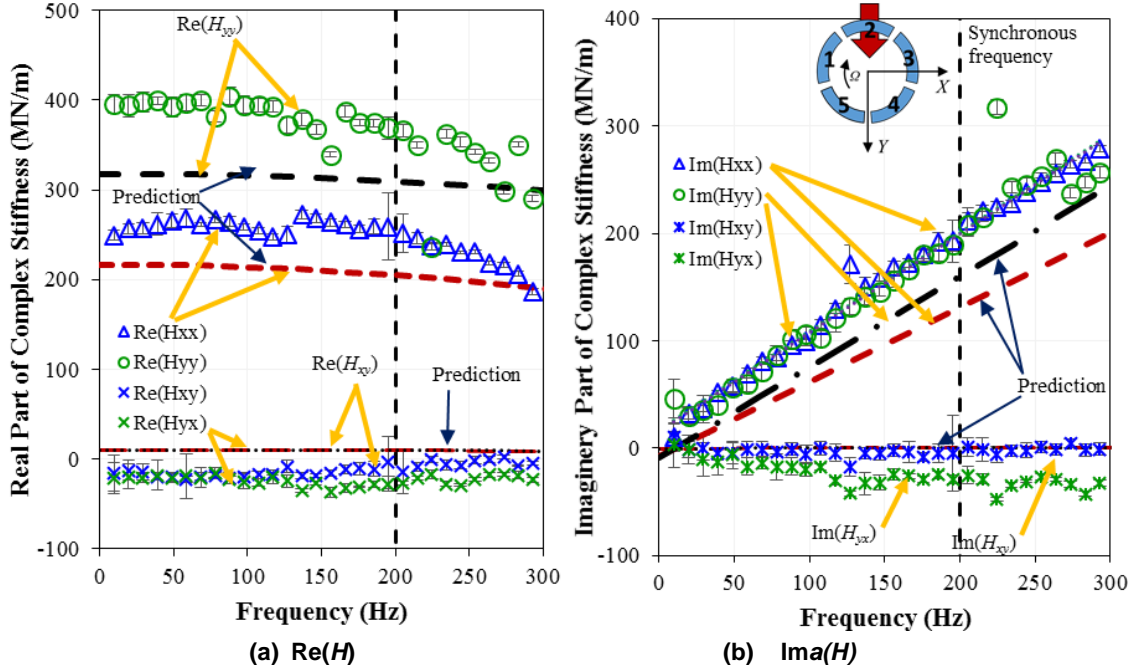 Real Part of Complex Stiffness (MN/m)
500
400
300
200
100
0
-100
Re(Hyy)
Prediction
Re(Hxx)
Re(Hyy)
Re(Hxy)
Re(Hyx)
Re(Hxy)
Prediction
0
50
100
150
200
250
300
Frequency (Hz)
(a) Re(H)
Imaginery Part of Complex Stiffness (MN/m)
400
300
200
100
0
-100
1
2
3
4
5
Ω
X
Y
Synchronous
frequency
Im(Hxx)
Im(Hyy)
Im(Hxy)
Im(Hyx)
Prediction
Im(Hyx)
Im(Hxy)
0
50
100
150
200
250
300
Frequency (Hz)
(b) Ima(H)